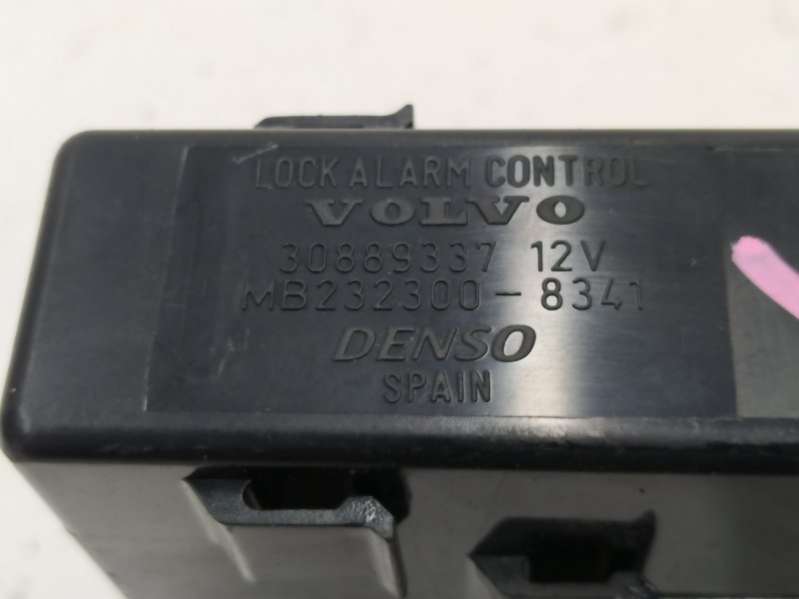 LOCK ALARM CONTROL
VOLVO
30889337 12V
MB232300-8341
DENSO
SPAIN